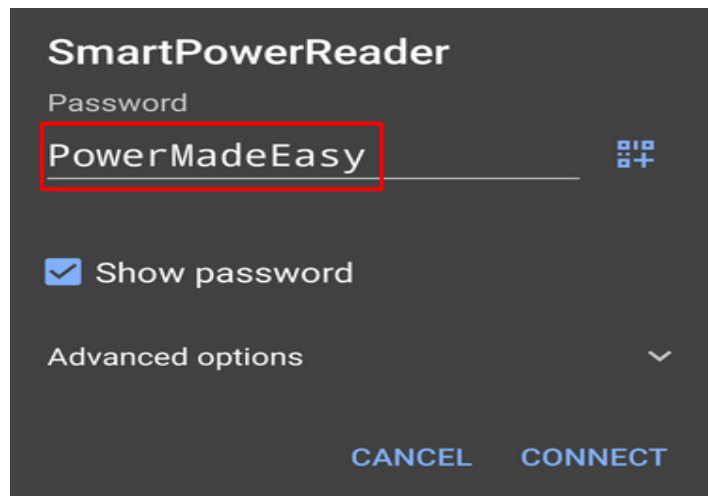 SmartPowerReader
Password
PowerMadeEasy
Show password
Advanced options
CANCEL CONNECT